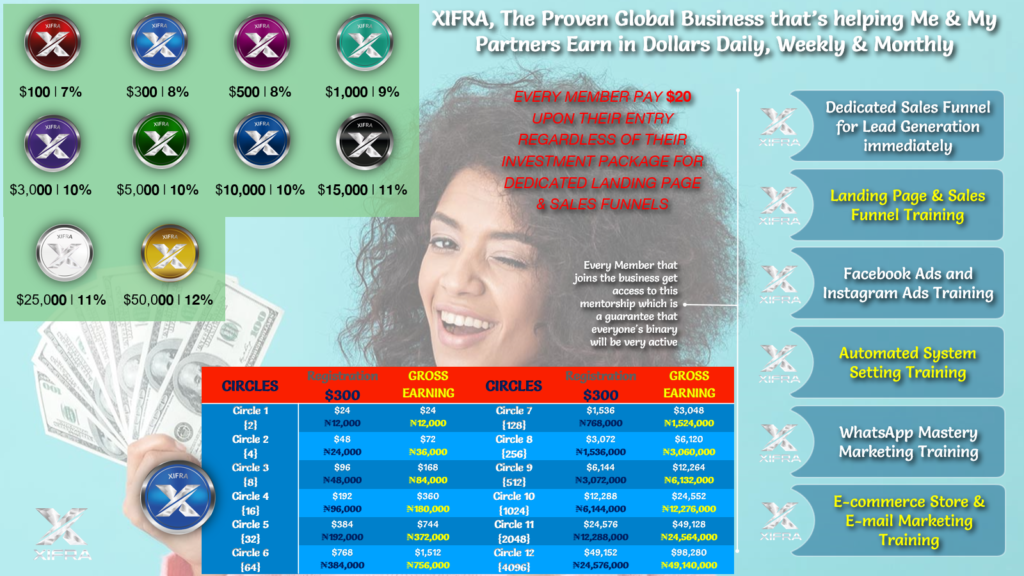 XIFRA, The Proven Global Business that's helping Me & My
Partners Earn in Dollars Daily, Weekly & Monthly
XIFRA XIFRA XIFRA XIFRA
$100 | 7% $300 | 8% $500 | 8% $1,000 | 9%
XIFRA XIFRA XIFRA XIFRA
$3,000 | 10% $5,000 | 10% $10,000 | 10% $15,000 | 11%
XIFRA XIFRA
$25,000 | 11% $50,000 | 12%
EVERY MEMBER PAY $20
UPON THEIR ENTRY
REGARDLESS OF THEIR
INVESTMENT PACKAGE FOR
DEDICATED LANDING PAGE
& SALES FUNNELS
Every Member that
joins the business get
access to this
mentorship which is
a guarantee that
everyone's binary
will be very active
XIFRA
Dedicated Sales Funnel
for Lead Generation
immediately
XIFRA
Landing Page & Sales
Funnel Training
XIFRA
Facebook Ads and
Instagram Ads Training
XIFRA
Automated System
Setting Training
XIFRA
WhatsApp Mastery
Marketing Training
XIFRA
E-commerce Store &
E-mail Marketing
Training
CIRCLES Registration $300 GROSS EARNING CIRCLES Registration $300 GROSS EARNING
Circle 1 $24 $24 Circle 7 $1,536 $3,048
[2] ₦12,000 ₦12,000 [128] ₦768,000 ₦1,524,000
Circle 2 $48 $72 Circle 8 $3,072 $6,120
[4] ₦24,000 ₦36,000 [256] ₦1,536,000 ₦3,060,000
Circle 3 $96 $168 Circle 9 $6,144 $12,264
[8] ₦48,000 ₦84,000 [512] ₦3,072,000 ₦6,132,000
Circle 4 $192 $360 Circle 10 $12,288 $24,552
[16] ₦96,000 ₦180,000 [1024] ₦6,144,000 ₦12,276,000
Circle 5 $384 $744 Circle 11 $24,576 $49,128
[32] ₦192,000 ₦372,000 [2048] ₦12,288,000 ₦24,564,000
Circle 6 $768 $1,512 Circle 12 $49,152 $98,280
[64] ₦384,000 ₦756,000 [4096] ₦24,576,000 ₦49,140,000
XIFRA
XIFRA
100